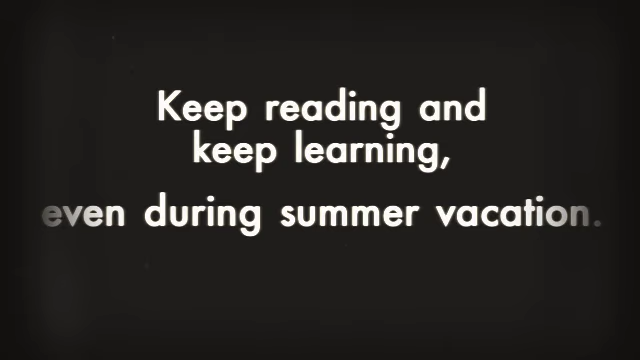 Keep reading and
keep learning,
even during summer vacation.